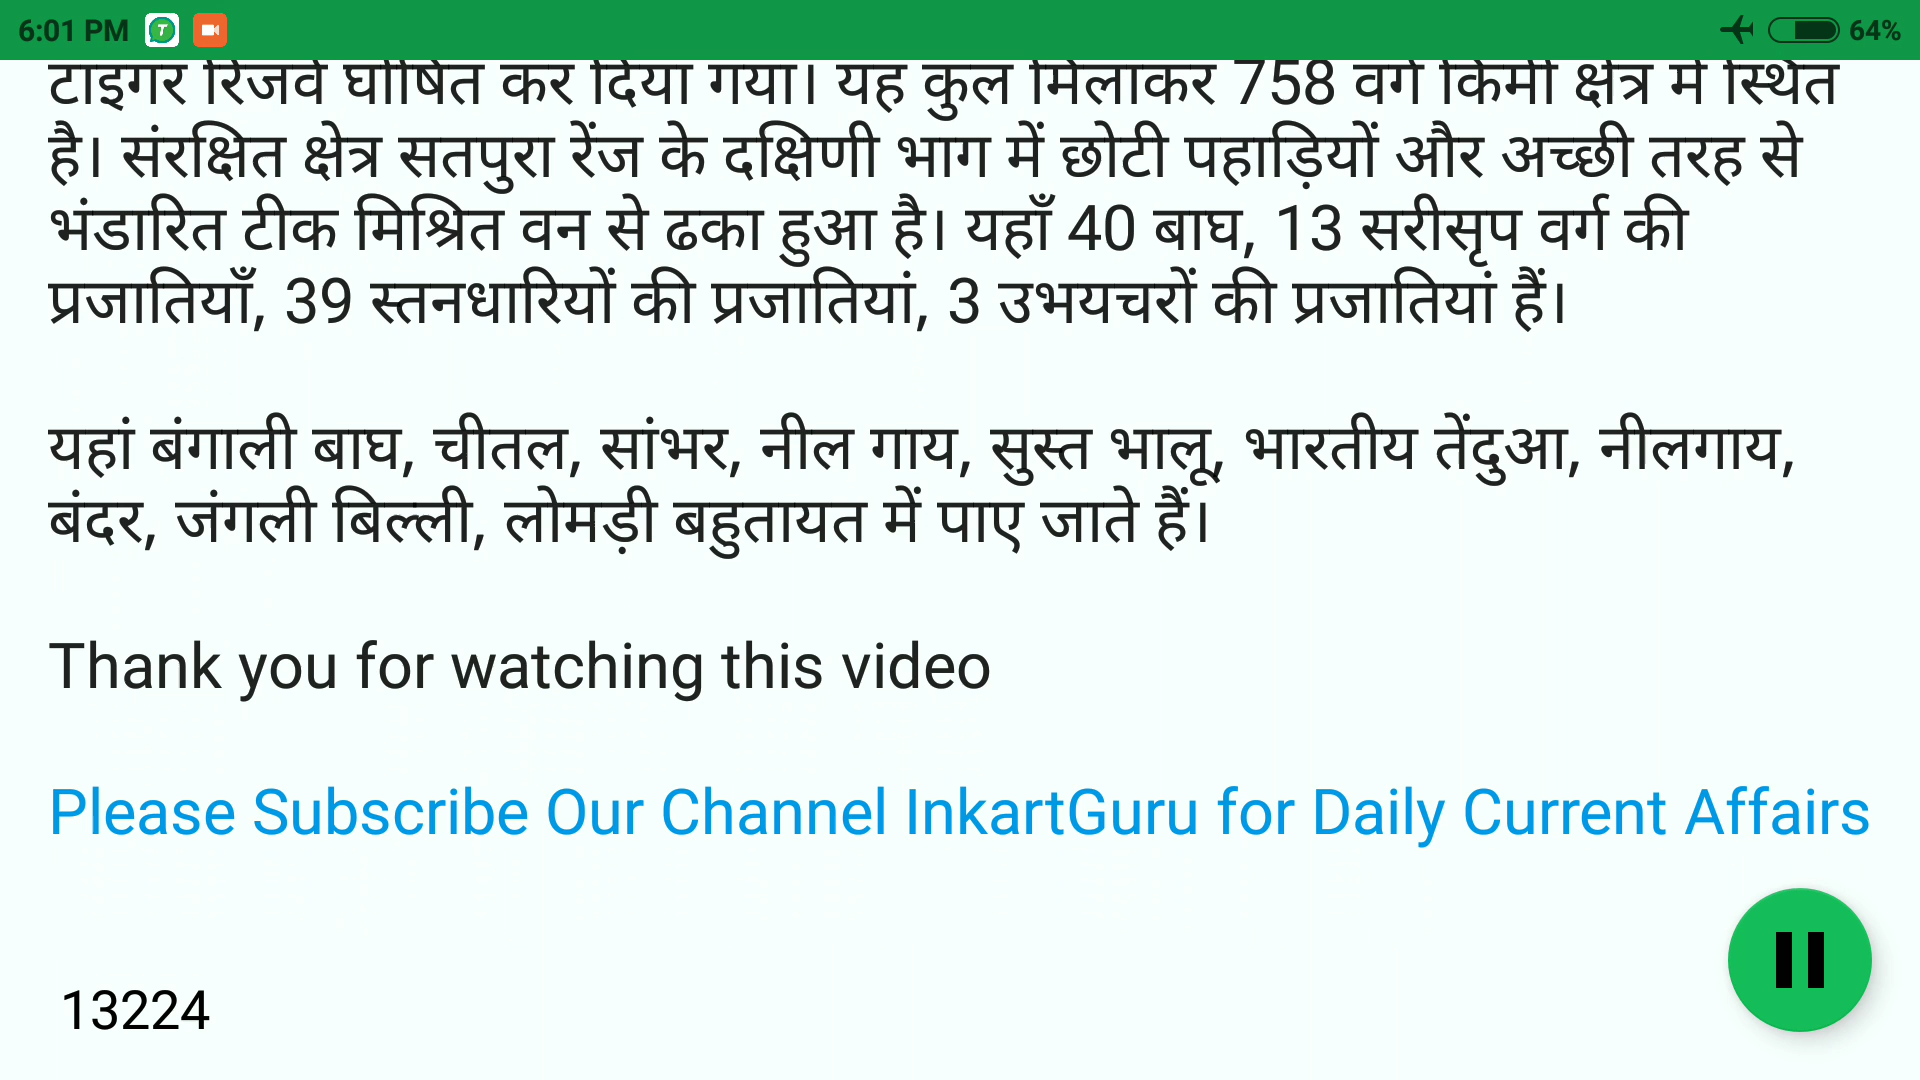 6:01 PM
64%
टाइगर रिजर्व घोषित कर दिया गया। यह कुल मिलाकर 758 वर्ग किमी क्षेत्र में स्थित
है। संरक्षित क्षेत्र सतपुरा रेंज के दक्षिणी भाग में छोटी पहाड़ियों और अच्छी तरह से
भंडारित टीक मिश्रित वन से ढका हुआ है। यहाँ 40 बाघ, 13 सरीसृप वर्ग की
प्रजातियाँ, 39 स्तनधारियों की प्रजातियां, 3 उभयचरों की प्रजातियां हैं।
यहां बंगाली बाघ, चीतल, सांभर, नील गाय, सुस्त भालू, भारतीय तेंदुआ, नीलगाय,
बंदर, जंगली बिल्ली, लोमड़ी बहुतायत में पाए जाते हैं।
Thank you for watching this video
Please Subscribe Our Channel InkartGuru for Daily Current Affairs
13224